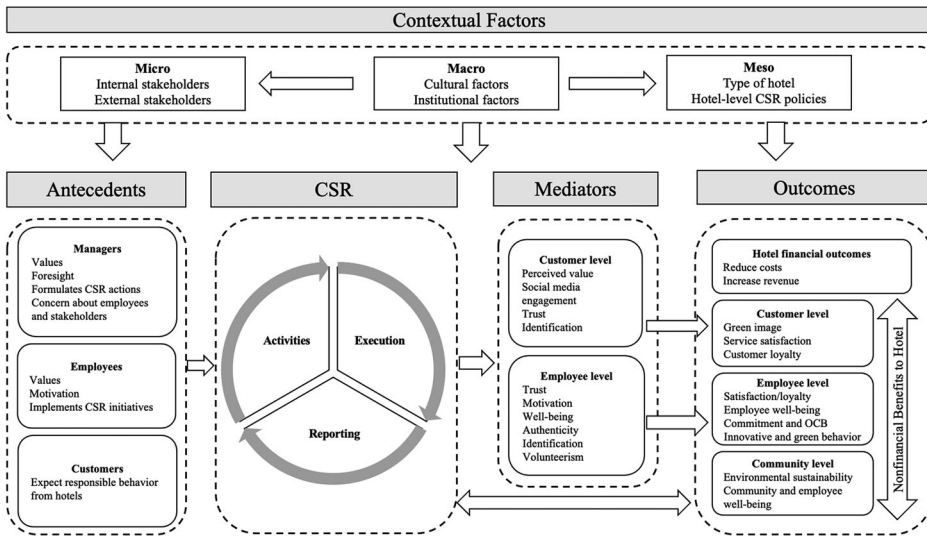 Contextual Factors
Micro
Internal stakeholders
External stakeholders
Macro
Cultural factors
Institutional factors
Meso
Type of hotel
Hotel-level CSR policies
Antecedents
CSR
Mediators
Outcomes
Managers
Values
Foresight
Formulates CSR actions
Concern about employees
and stakeholders
Employees
Values
Motivation
Implements CSR initiatives
Customers
Expect responsible behavior
from hotels
Activities
Execution
Reporting
Customer level
Perceived value
Social media
engagement
Trust
Identification
Employee level
Trust
Motivation
Well-being
Authenticity
Identification
Volunteerism
Hotel financial outcomes
Reduce costs
Increase revenue
Customer level
Green image
Service satisfaction
Customer loyalty
Employee level
Satisfaction/loyalty
Employee well-being
Commitment and OCB
Innovative and green behavior
Community level
Environmental sustainability
Community and employee
well-being
Nonfinancial Benefits to Hotel